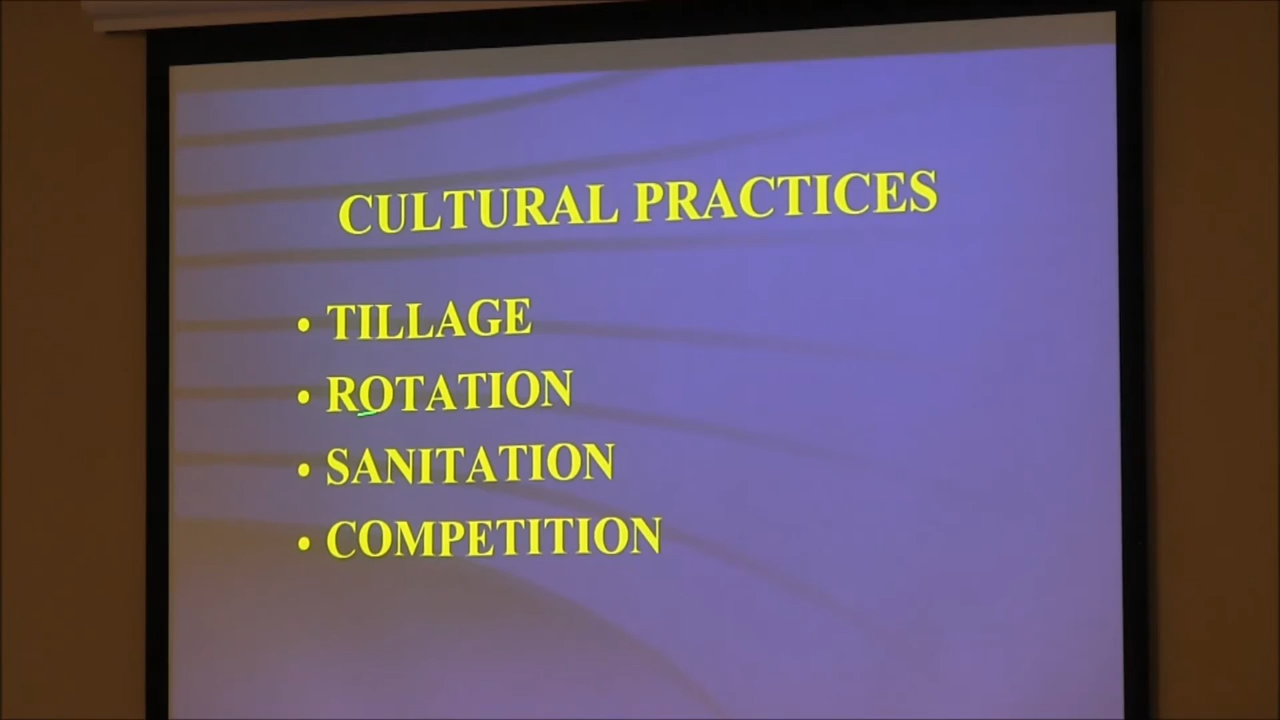 CULTURAL PRACTICES
• TILLAGE
• ROTATION
• SANITATION
• COMPETITION